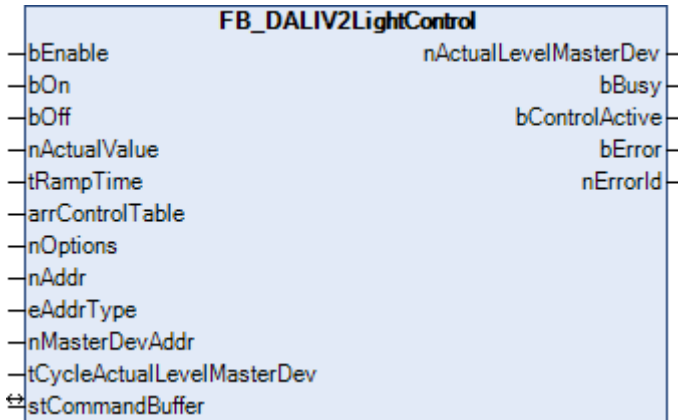 FB_DALIV2LightControl
bEnable nActualLevelMasterDev
bOn bBusy
bOff bControlActive
nActualValue bError
tRampTime nErrorId
arrControlTable
nOptions
nAddr
eAddrType
nMasterDevAddr
tCycleActualLevelMasterDev
stCommandBuffer